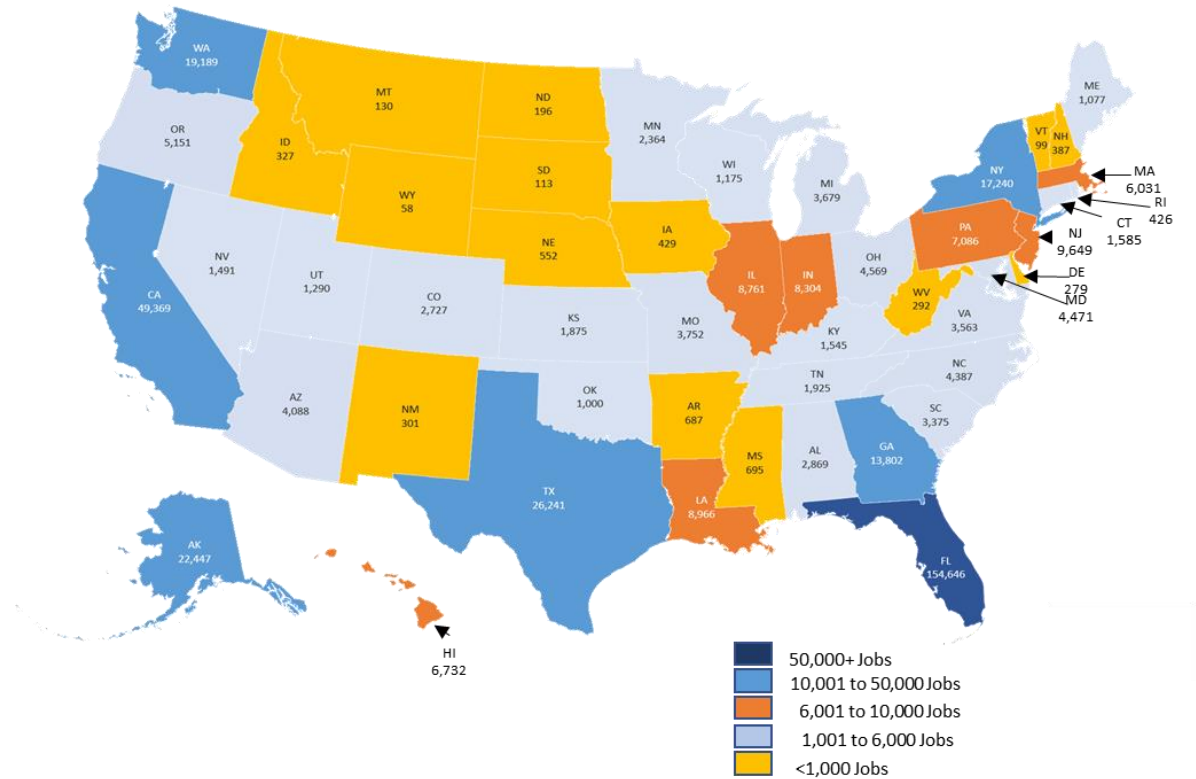 WA
19,189
MT
130
ND
196
MN
2,364
ME
1,077
OR
5,151
ID
327
SD
113
WI
1,175
MI
3,679
VT
99
NH
387
NY
17,240
MA
6,031
RI
426
CT
1,585
WY
58
NE
552
IA
429
PA
7,086
NJ
9,649
NV
1,491
UT
1,290
CO
2,727
IL
8,761
IN
8,304
OH
4,569
WV
292
DE
279
MD
4,471
CA
49,369
KS
1,875
MO
3,752
KY
1,545
VA
3,563
AZ
4,088
NM
301
OK
1,000
AR
687
TN
1,925
NC
4,387
SC
3,375
TX
26,241
LA
8,966
MS
695
AL
2,869
GA
13,802
AK
22,447
FL
154,646
HI
6,732
50,000+ Jobs
10,001 to 50,000 Jobs
6,001 to 10,000 Jobs
1,001 to 6,000 Jobs
<1,000 Jobs